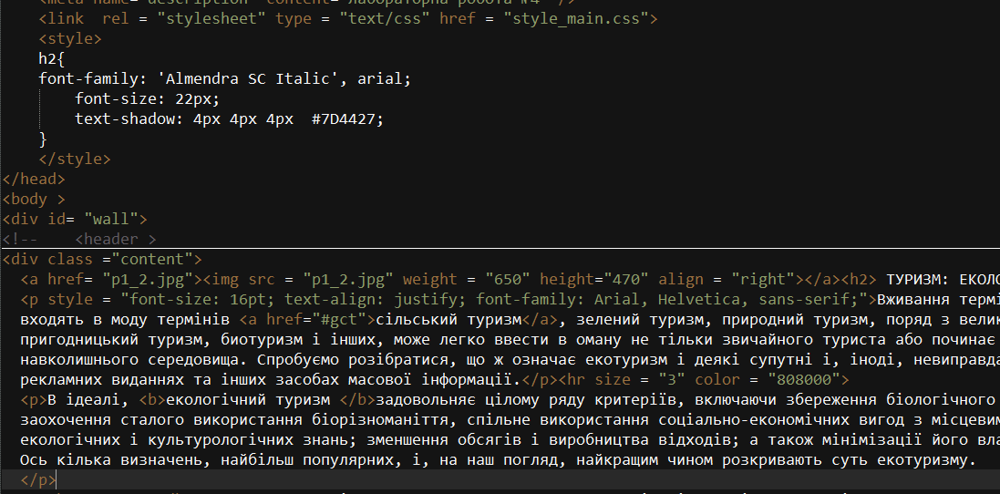 <meta name="description" content="Лабораторна робота №4" />
<link  rel = "stylesheet" type = "text/css" href = "style_main.css">
<style>
h2{
font-family: 'Almendra SC Italic', arial;
font-size: 22px;
text-shadow: 4px 4px 4px  #7D4427;
}
</style>
</head>
<body >
<div id= "wall">
<!--    <header >
<div class ="content">
<a href= "p1_2.jpg"><img src = "p1_2.jpg" weight = "650" height="470" align = "right"></a><h2> ТУРИЗМ: ЕКОЛО
<p style = "font-size: 16pt; text-align: justify; font-family: Arial, Helvetica, sans-serif;">Вживання термі
входять в моду термінів <a href="#gct">сільський туризм</a>, зелений туризм, природний туризм, поряд з вели
пригодницький туризм, биотуризм і інших, може легко ввести в оману не тільки звичайного туриста або починає
навколишнього середовища. Спробуємо розібратися, що ж означає екотуризм і деякі супутні і, іноді, невиправда
рекламних виданнях та інших засобах масової інформації.</p><hr size = "3" color = "808000">
<p>В ідеалі, <b>екологічний туризм </b>задовольняє цілому ряду критеріїв, включаючи збереження біологічного
заохочення сталого використання біорізноманіття, спільне використання соціально-економічних вигод з місцевим
екологічних і культурологічних знань; зменшення обсягів і виробництва відходів; а також мінімізації його вла
Ось кілька визначень, найбільш популярних, і, на наш погляд, найкращим чином розкривають суть екотуризму.
</p>